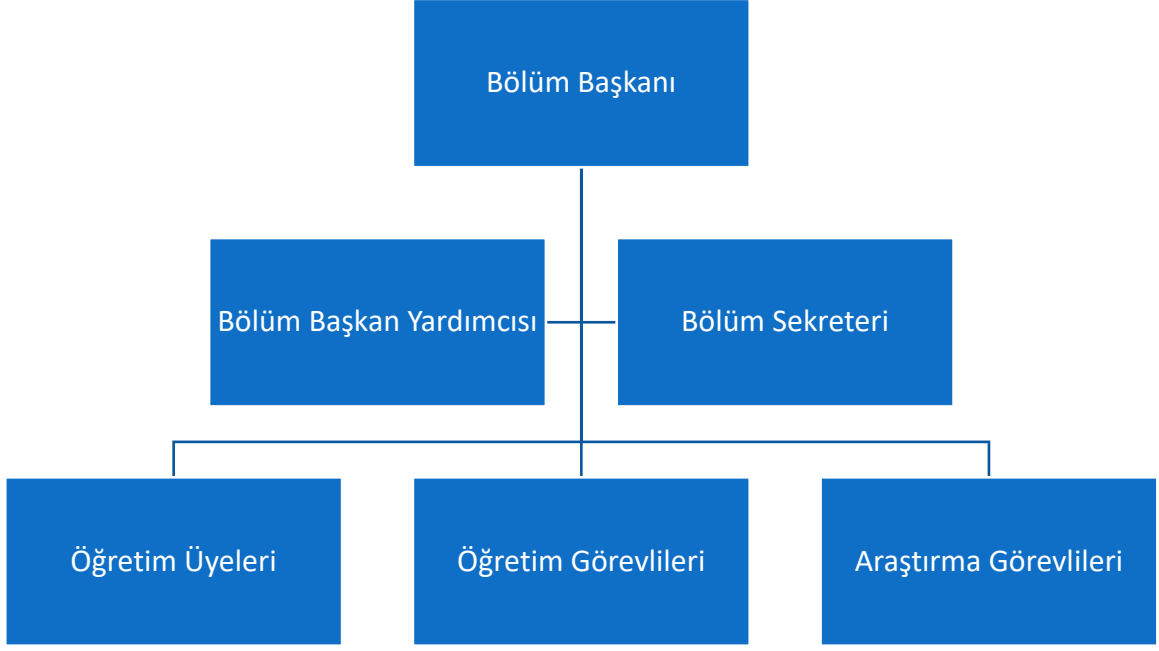 Bölüm Başkanı
Bölüm Başkan Yardımcısı
Bölüm Sekreteri
Öğretim Üyeleri
Öğretim Görevlileri
Araştırma Görevlileri